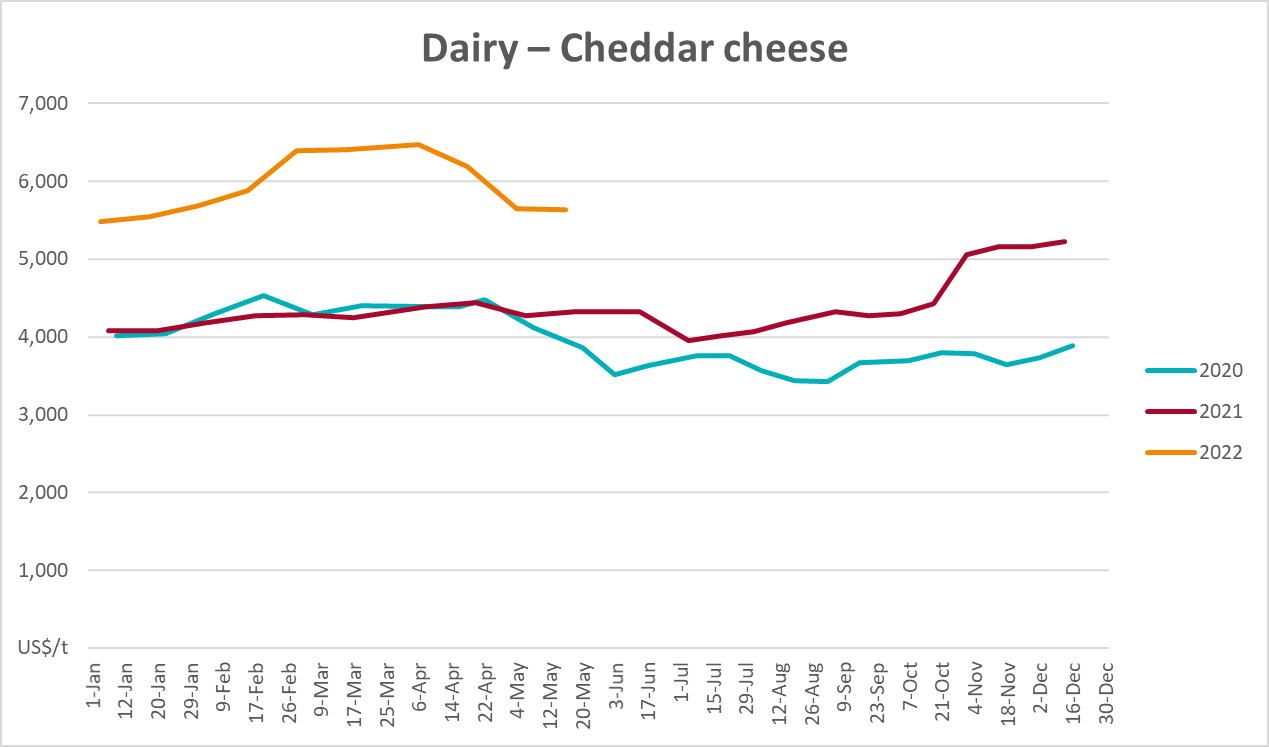 Dairy – Cheddar cheese
7,000
6,000
5,000
4,000
3,000
2,000
1,000
US$/t
1-Jan
12-Jan
20-Jan
29-Jan
9-Feb
17-Feb
26-Feb
9-Mar
17-Mar
25-Mar
6-Apr
14-Apr
22-Apr
4-May
12-May
20-May
3-Jun
17-Jun
1-Jul
15-Jul
29-Jul
12-Aug
26-Aug
9-Sep
23-Sep
7-Oct
21-Oct
4-Nov
18-Nov
2-Dec
16-Dec
30-Dec
2020
2021
2022